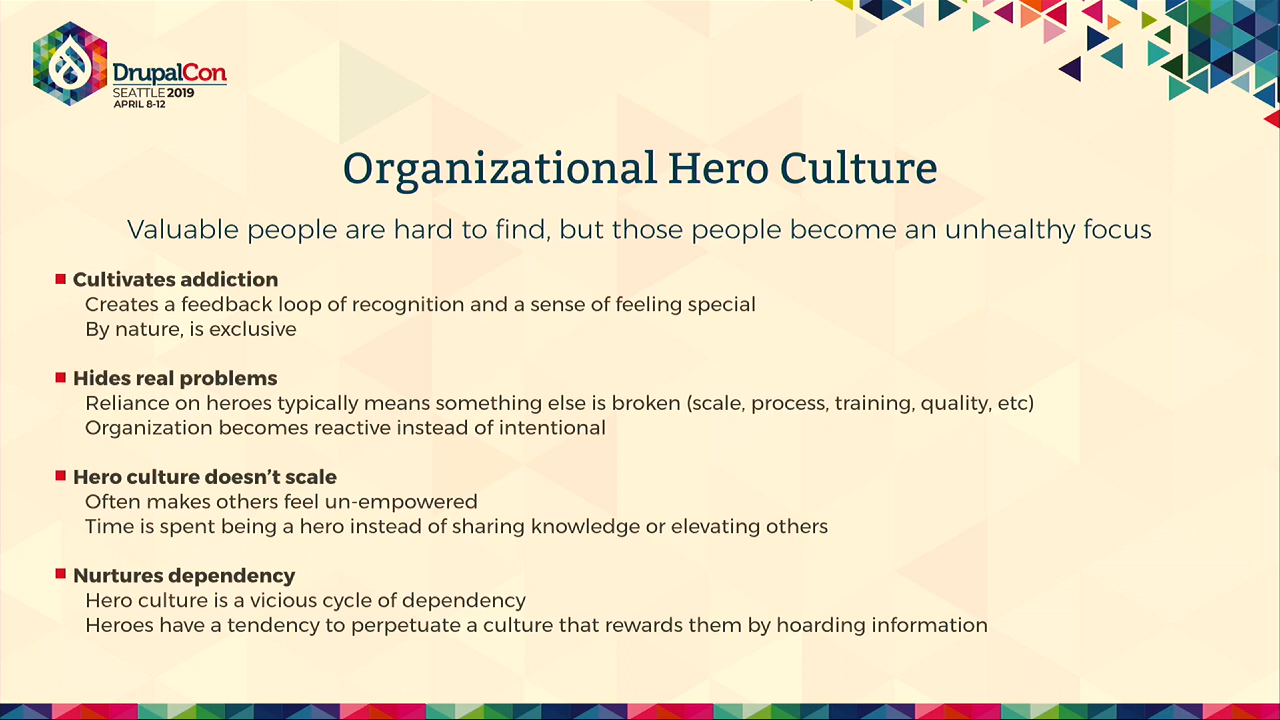 DrupalCon
SEATTLE 2019
APRIL 8-12
Organizational Hero Culture
Valuable people are hard to find, but those people become an unhealthy focus
Cultivates addiction
Creates a feedback loop of recognition and a sense of feeling special
By nature, is exclusive
Hides real problems
Reliance on heroes typically means something else is broken (scale, process, training, quality, etc)
Organization becomes reactive instead of intentional
Hero culture doesn’t scale
Often makes others feel un-empowered
Time is spent being a hero instead of sharing knowledge or elevating others
Nurtures dependency
Hero culture is a vicious cycle of dependency
Heroes have a tendency to perpetuate a culture that rewards them by hoarding information